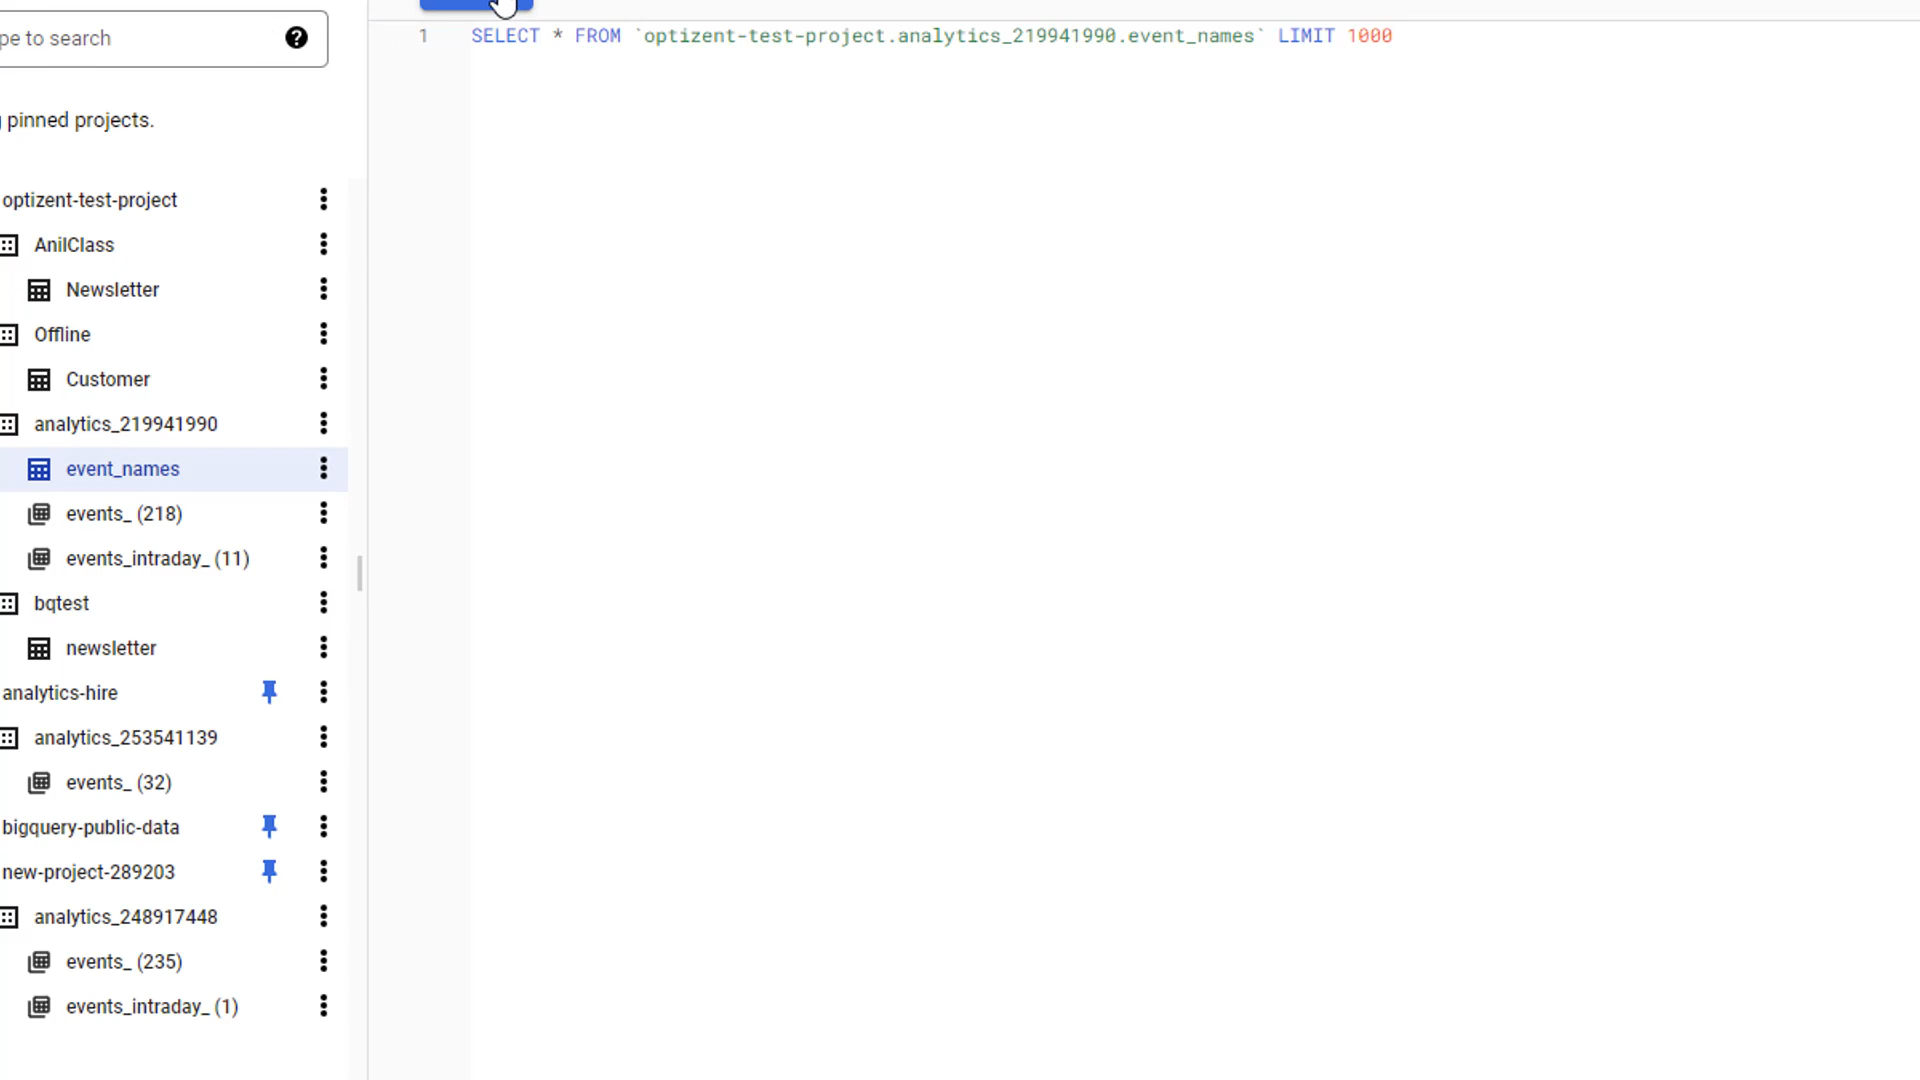 pe to search
pinned projects.
optizent-test-project
AnilClass
Newsletter
Offline
Customer
analytics_219941990
event_names
events_ (218)
events_intraday_ (11)
bqtest
newsletter
analytics-hire
analytics_253541139
events_ (32)
bigquery-public-data
new-project-289203
analytics_248917448
events_ (235)
events_intraday_ (1)
1 SELECT * FROM `optizent-test-project.analytics_219941990.event_names` LIMIT 1000